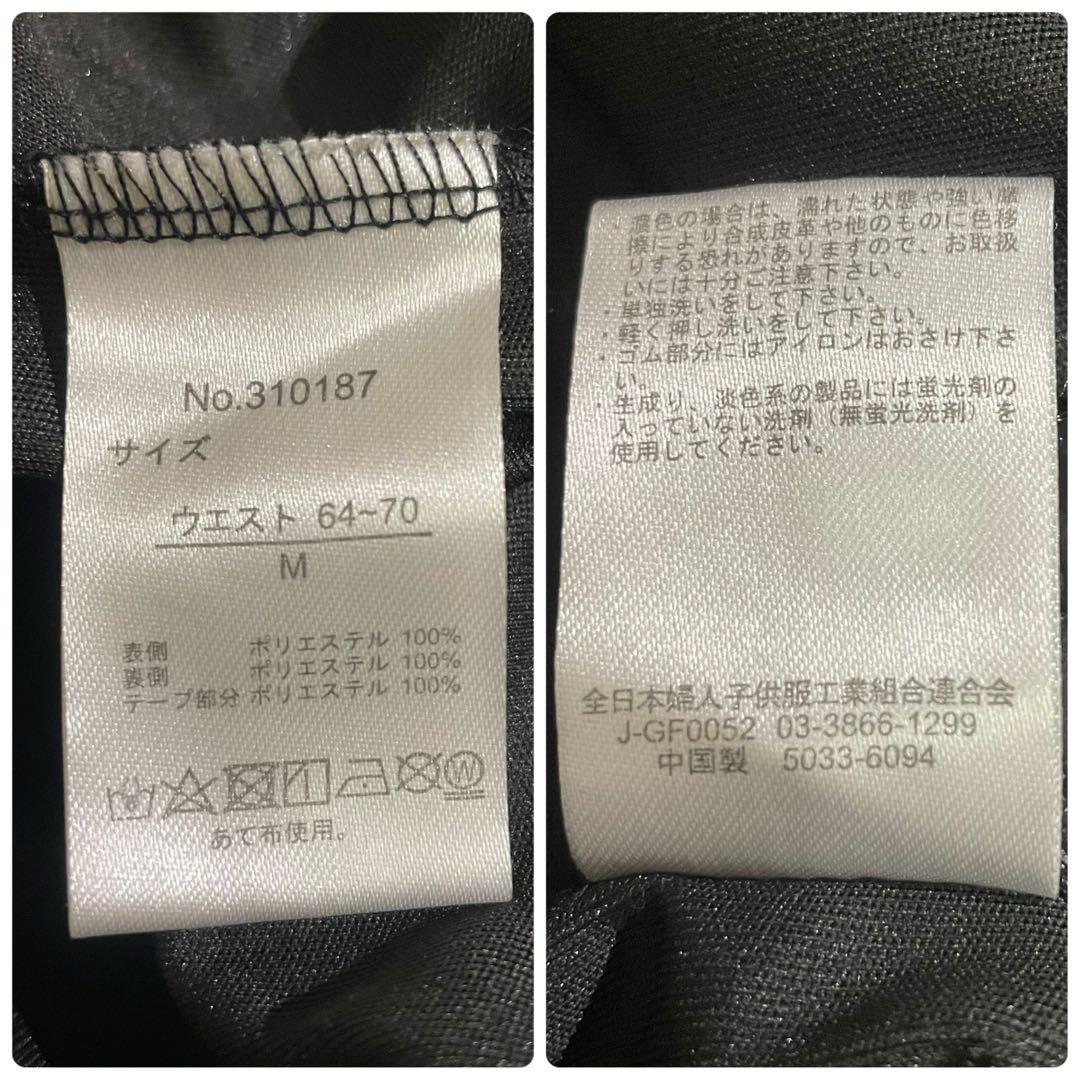 No.310187
サイズ
ウエスト 64~70
M
表側 ポリエステル 100%
裏側 ポリエステル 100%
テープ部分 ポリエステル 100%
W
あて布使用。
・濃色の場合は、濡れた状態や強い摩
擦により合成皮革や他のものに色移
りする恐れがありますので、お取扱
いには十分ご注意下さい。
・単独洗いをして下さい。
・軽く押し洗いをして下さい。
・ゴム部分にはアイロンはおさけ下さ
い。
・生成り、淡色系の製品には蛍光剤の
入っていない洗剤（無蛍光洗剤）を
使用してください。
全日本婦人子供服工業組合連合会
J-GF0052 03-3866-1299
中国製 5033-6094